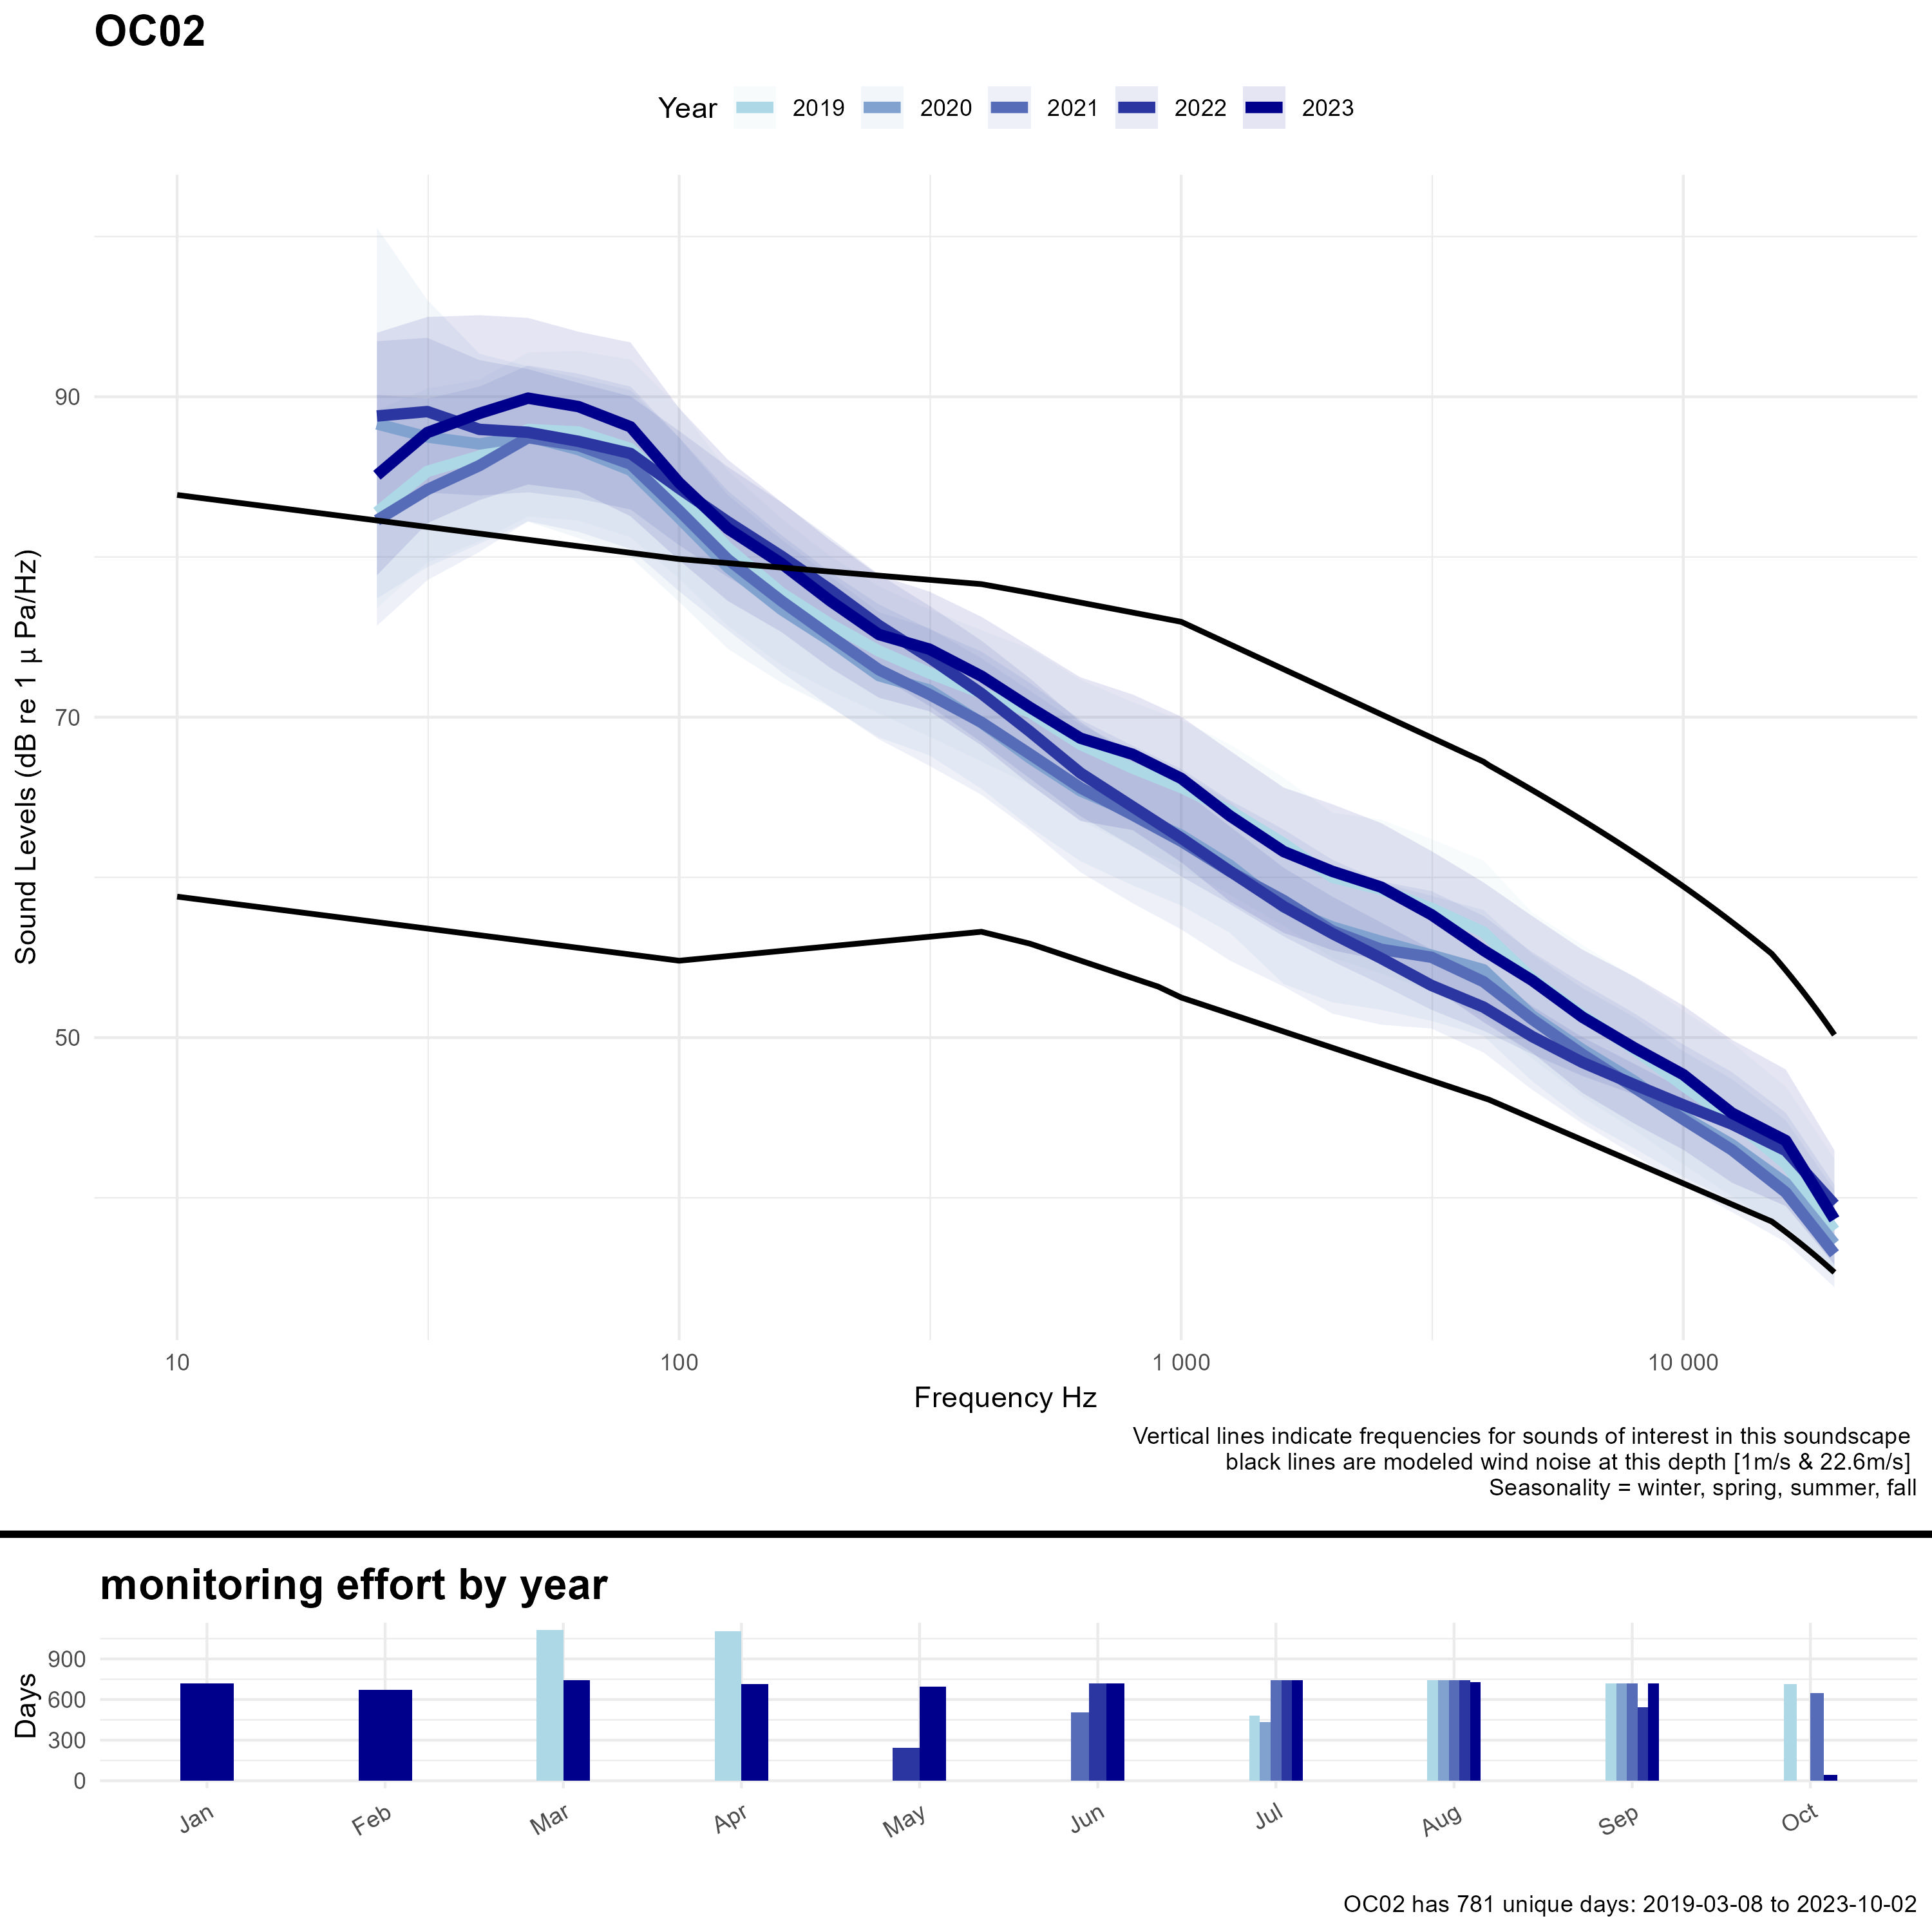 OC02
Year 2019 2020 2021 2022 2023
Sound Levels (dB re 1 µ Pa/Hz)
90
70
50
10 100 1 000 10 000
Frequency Hz
Vertical lines indicate frequencies for sounds of interest in this soundscape
black lines are modeled wind noise at this depth [1m/s & 22.6m/s]
Seasonality = winter, spring, summer, fall
monitoring effort by year
Days
900
600
300
0
Jan Feb Mar Apr May Jun Jul Aug Sep Oct
OC02 has 781 unique days: 2019-03-08 to 2023-10-02